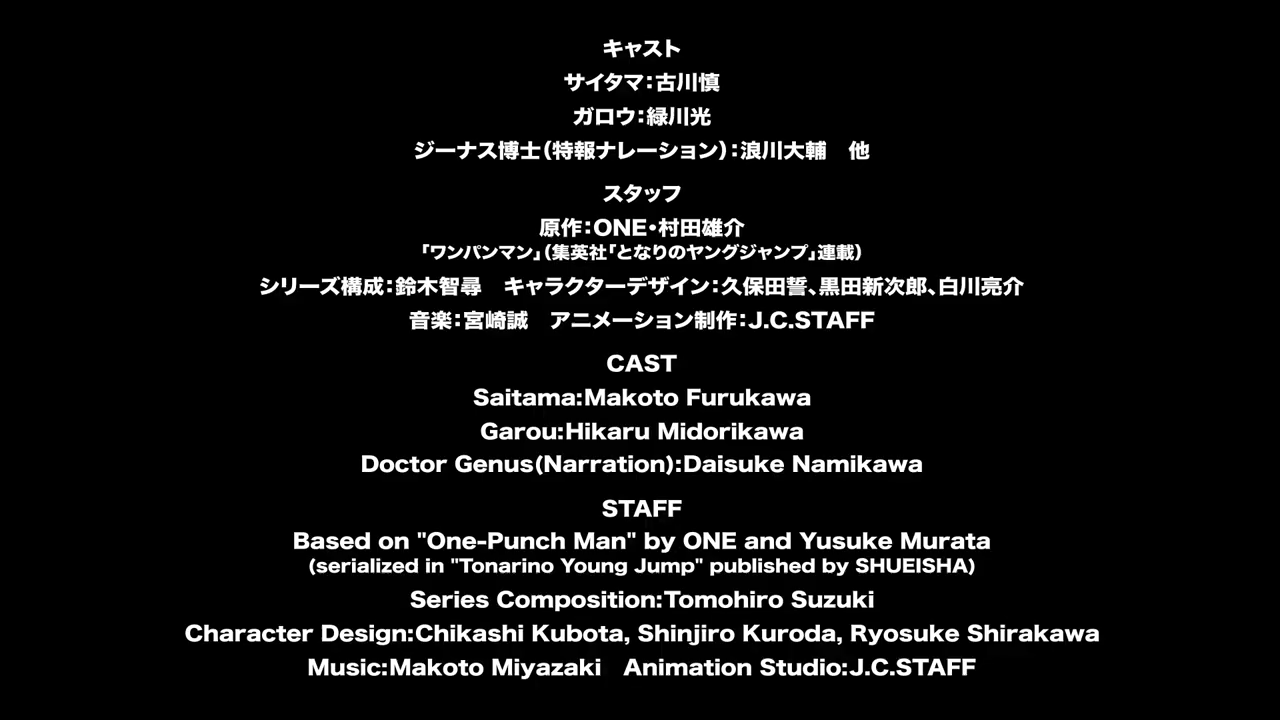 キャスト
サイタマ：古川慎
ガロウ：緑川光
ジーナス博士（特報ナレーション）：浪川大輔　他
スタッフ
原作：ONE・村田雄介
「ワンパンマン」（集英社「となりのヤングジャンプ」連載）
シリーズ構成：鈴木智尋　キャラクターデザイン：久保田誓、黒田新次郎、白川亮介
音楽：宮崎誠　アニメーション制作：J.C.STAFF
CAST
Saitama:Makoto Furukawa
Garou:Hikaru Midorikawa
Doctor Genus(Narration):Daisuke Namikawa
STAFF
Based on "One-Punch Man" by ONE and Yusuke Murata
(serialized in "Tonarino Young Jump" published by SHUEISHA)
Series Composition:Tomohiro Suzuki
Character Design:Chikashi Kubota, Shinjiro Kuroda, Ryosuke Shirakawa
Music:Makoto Miyazaki　Animation Studio:J.C.STAFF